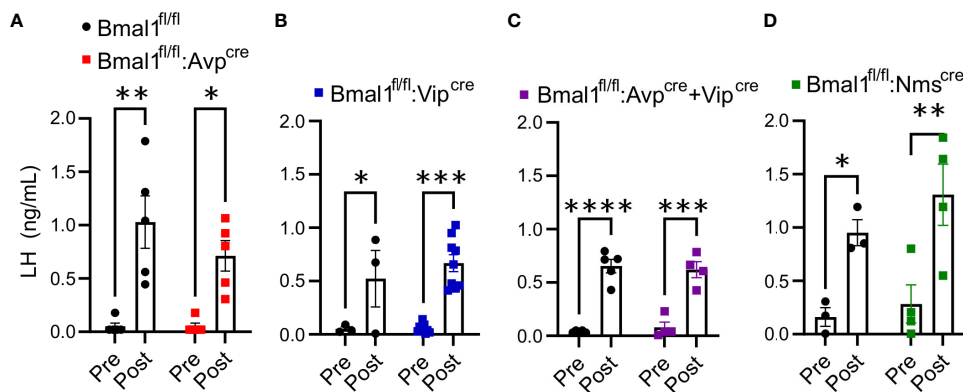 A
Bmal1fl/fl
Bmal1fl/fl:Avpcre
**
*
2.0
1.5
1.0
0.5
0.0
LH (ng/mL)
Pre
Post
Pre
Post
B
Bmal1fl/fl:Vipcre
*
***
2.0
1.5
1.0
0.5
0.0
Pre
Post
Pre
Post
C
Bmal1fl/fl:Avpcre+Vipcre
****
***
2.0
1.5
1.0
0.5
0.0
Pre
Post
Pre
Post
D
Bmal1fl/fl:Nmscre
*
**
2.0
1.5
1.0
0.5
0.0
Pre
Post
Pre
Post